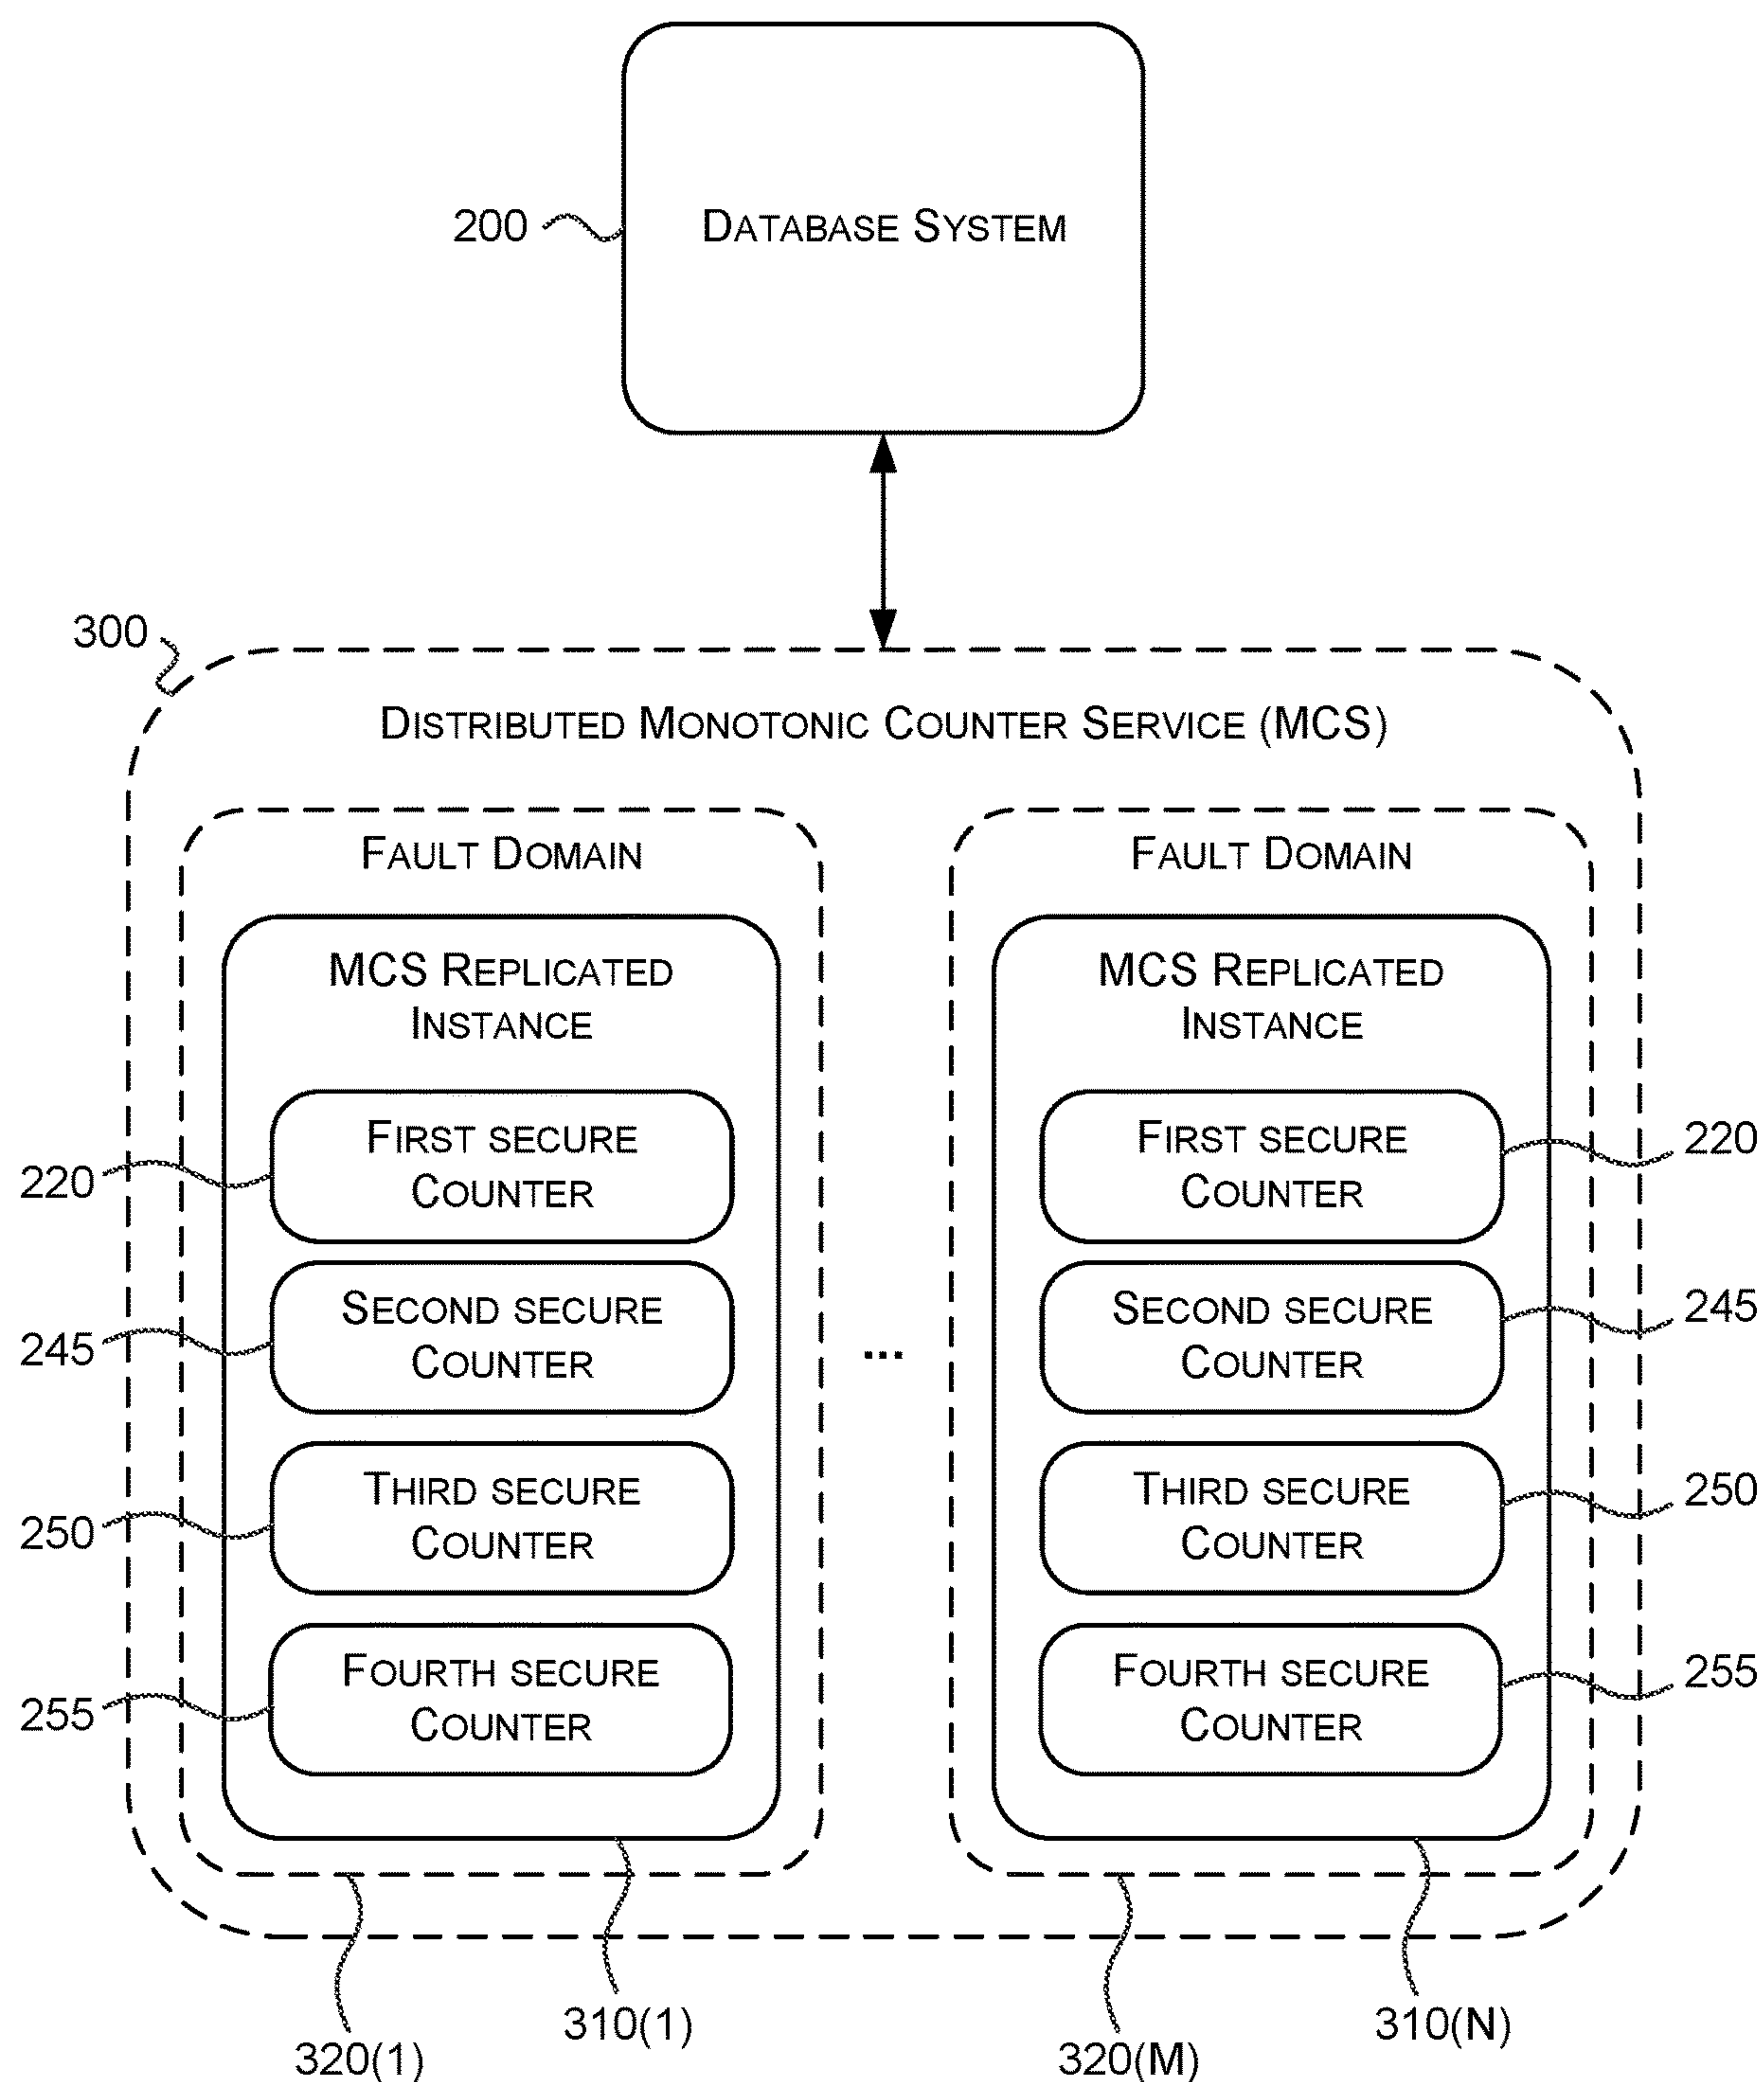 200
DATABASE SYSTEM
300
DISTRIBUTED MONOTONIC COUNTER SERVICE (MCS)
FAULT DOMAIN
MCS REPLICATED
INSTANCE
FIRST SECURE
COUNTER
220
SECOND SECURE
COUNTER
245
THIRD SECURE
COUNTER
250
FOURTH SECURE
COUNTER
255
320(1)
310(1)
...
FAULT DOMAIN
MCS REPLICATED
INSTANCE
FIRST SECURE
COUNTER
220
SECOND SECURE
COUNTER
245
THIRD SECURE
COUNTER
250
FOURTH SECURE
COUNTER
255
320(M)
310(N)